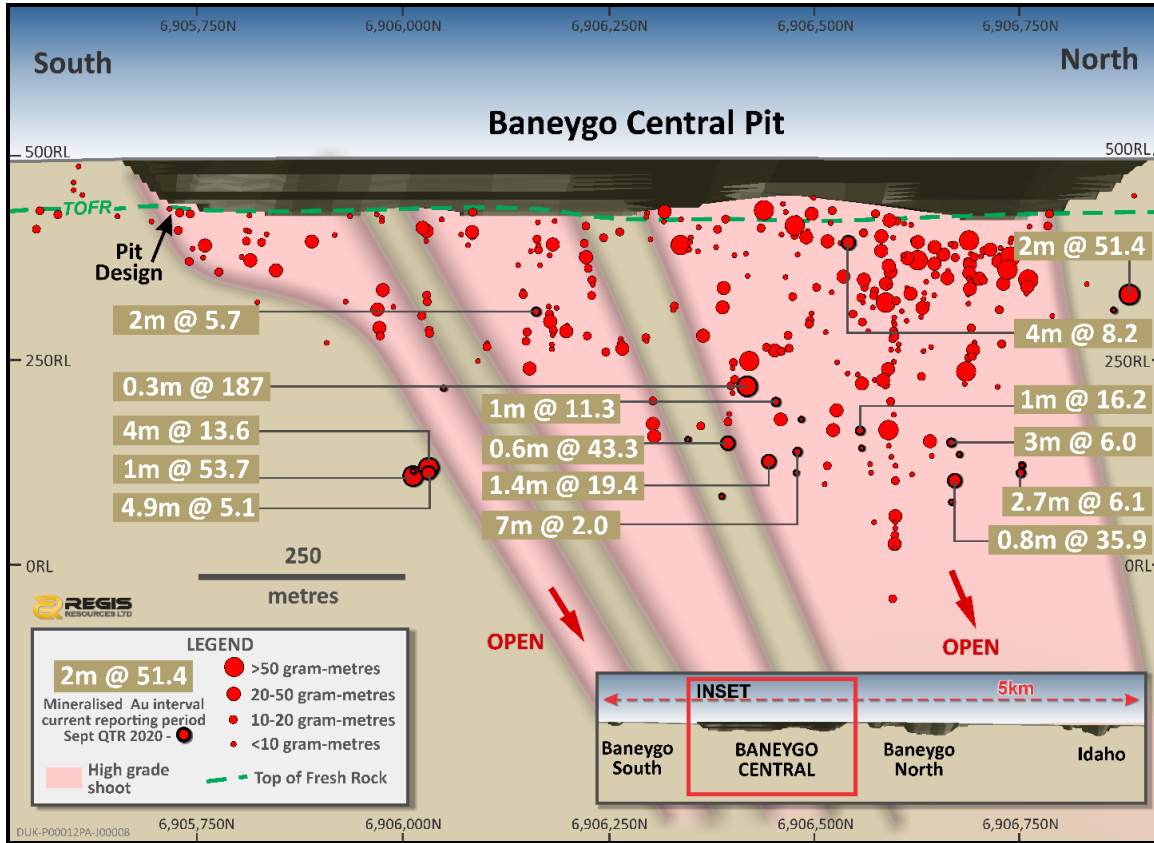 6,905,750N
6,906,000N
6,906,250N
6,906,500N
6,906,750N
South
North
Baneygo Central Pit
500RL
500RL
TOFR
Pit
Design
2m @ 51.4
2m @ 5.7
4m @ 8.2
250RL
250RL
0.3m @ 187
1m @ 11.3
1m @ 16.2
4m @ 13.6
0.6m @ 43.3
3m @ 6.0
1m @ 53.7
1.4m @ 19.4
4.9m @ 5.1
7m @ 2.0
2.7m @ 6.1
0.8m @ 35.9
250
metres
0RL
0RL
REGIS
RESOURCES LTD
OPEN
OPEN
LEGEND
2m @ 51.4
Mineralised Au interval
current reporting period
Sept QTR 2020 -
>50 gram-metres
20-50 gram-metres
10-20 gram-metres
<10 gram-metres
High grade
shoot
Top of Fresh Rock
INSET
5km
Baneygo
South
BANEYGO
CENTRAL
Baneygo
North
Idaho
DUK-P00012PA-J00008
6,905,750N
6,906,000N
6,906,250N
6,906,500N
6,906,750N